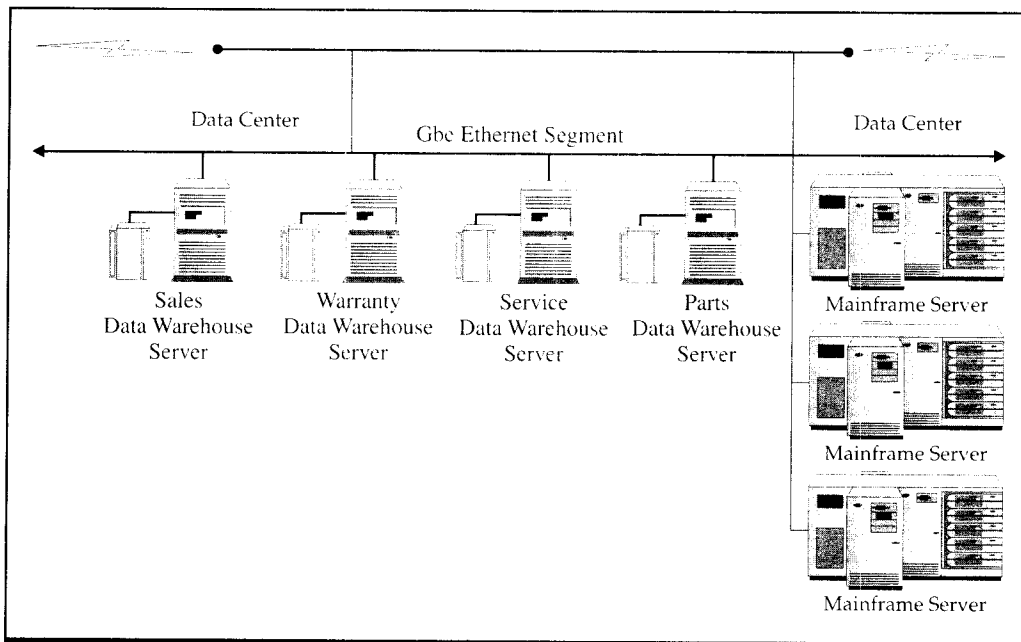 Data Center
Gbe Ethernet Segment
Data Center
Sales
Data Warehouse
Server
Warranty
Data Warehouse
Server
Service
Data Warehouse
Server
Parts
Data Warehouse
Server
Mainframe Server
Mainframe Server
Mainframe Server